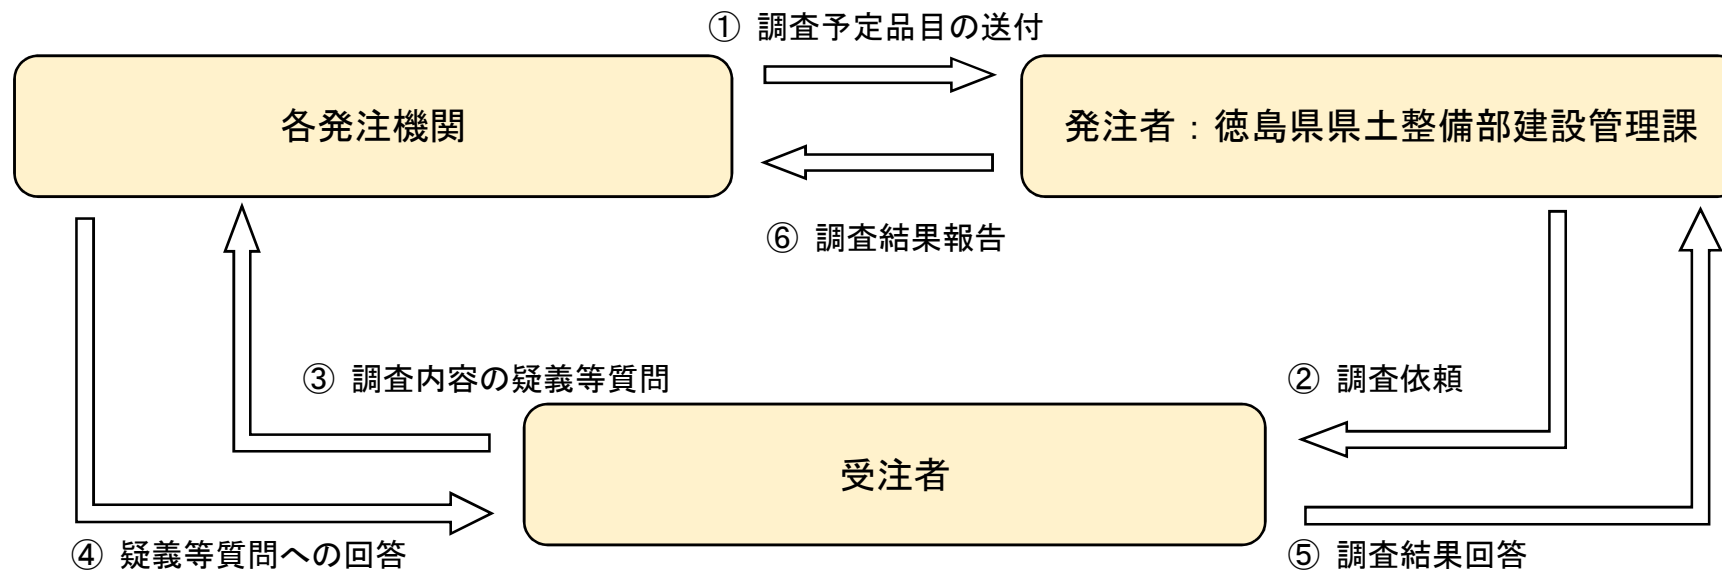 ① 調査予定品目の送付
各発注機関
発注者：徳島県県土整備部建設管理課
⑥ 調査結果報告
③ 調査内容の疑義等質問
② 調査依頼
受注者
④ 疑義等質問への回答
⑤ 調査結果回答